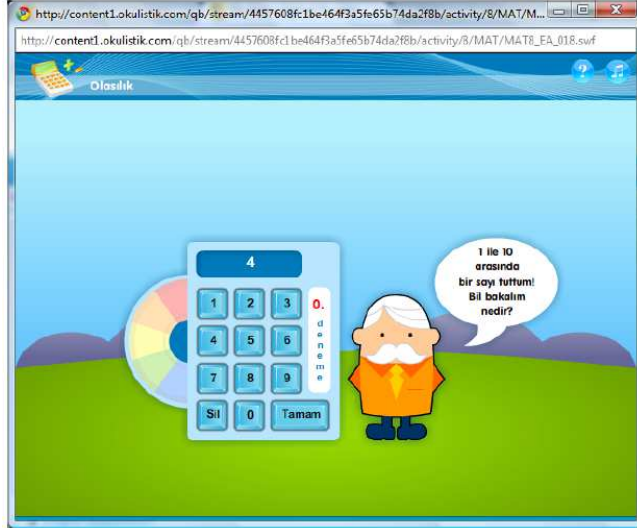 http://content1.okulistik.com/qb/stream/4457608fc1be464f3a5fe65b74da2f8b/activity/8/MAT/M...
http://content1.okulistik.com/qb/stream/4457608fc1be464f3a5fe65b74da2f8b/activity/8/MAT/MAT8_EA_018.swf
Olasılık
?
4
1 2 3
4 5 6
7 8 9
Sil 0 Tamam
0.
deneme
1 ile 10
arasında
bir sayı tuttum!
Bil bakalım
nedir?